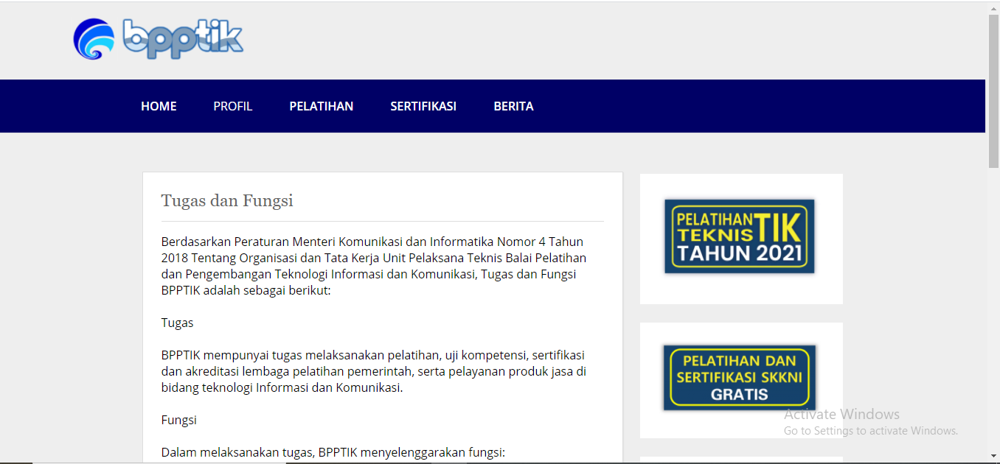 bpptik
HOME PROFIL PELATIHAN SERTIFIKASI BERITA
Tugas dan Fungsi
Berdasarkan Peraturan Menteri Komunikasi dan Informatika Nomor 4 Tahun
2018 Tentang Organisasi dan Tata Kerja Unit Pelaksana Teknis Balai Pelatihan
dan Pengembangan Teknologi Informasi dan Komunikasi, Tugas dan Fungsi
BPPTIK adalah sebagai berikut:
Tugas
BPPTIK mempunyai tugas melaksanakan pelatihan, uji kompetensi, sertifikasi
dan akreditasi lembaga pelatihan pemerintah, serta pelayanan produk jasa di
bidang teknologi Informasi dan Komunikasi.
Fungsi
Dalam melaksanakan tugas, BPPTIK menyelenggarakan fungsi:
PELATIHAN TIK
TEKNIS
TAHUN 2021
PELATIHAN DAN
SERTIFIKASI SKKNI
GRATIS
Activate Windows
Go to Settings to activate Windows.